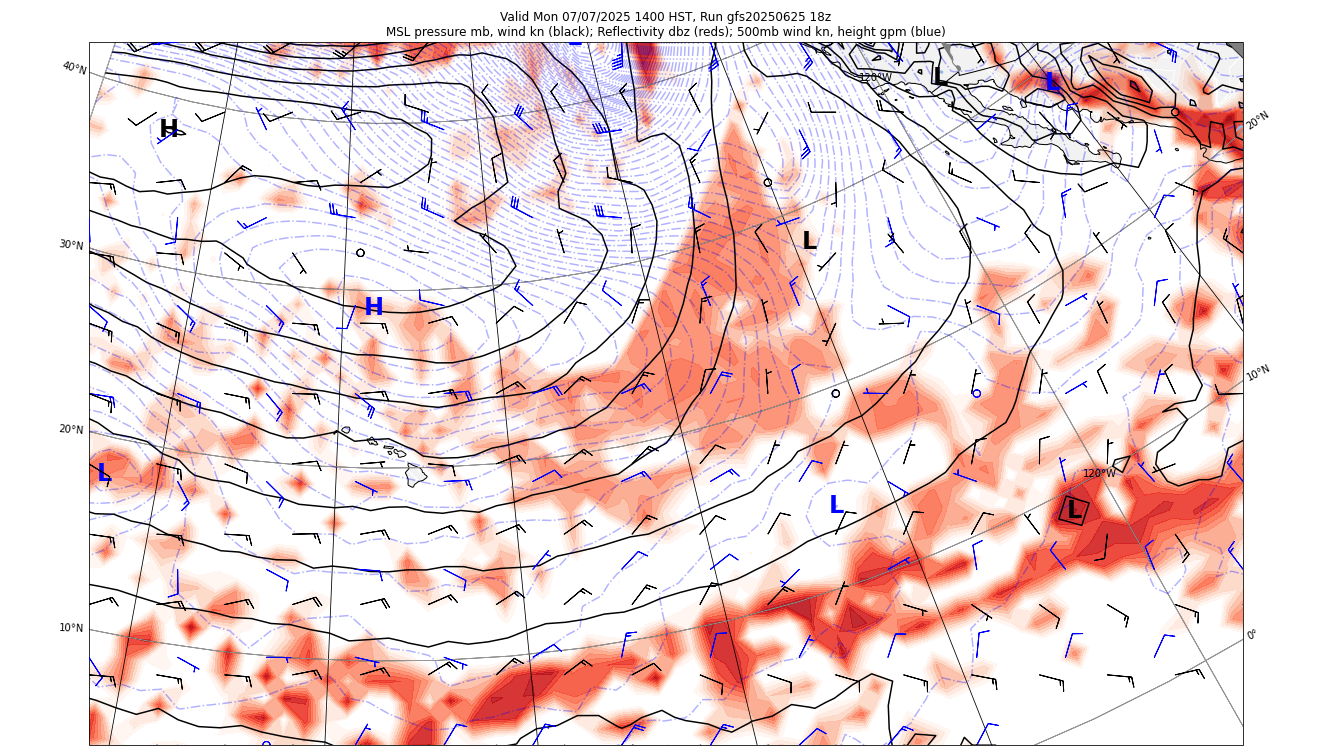 Valid Mon 07/07/2025 1400 HST, Run gfs20250625 18z
MSL pressure mb, wind kn (black); Reflectivity dbz (reds); 500mb wind kn, height gpm (blue)
L
40°N
120°W
L
L
20°N
H
L
30°N
H
10°N
20°N
L
120°W
L
L
10°N
0°